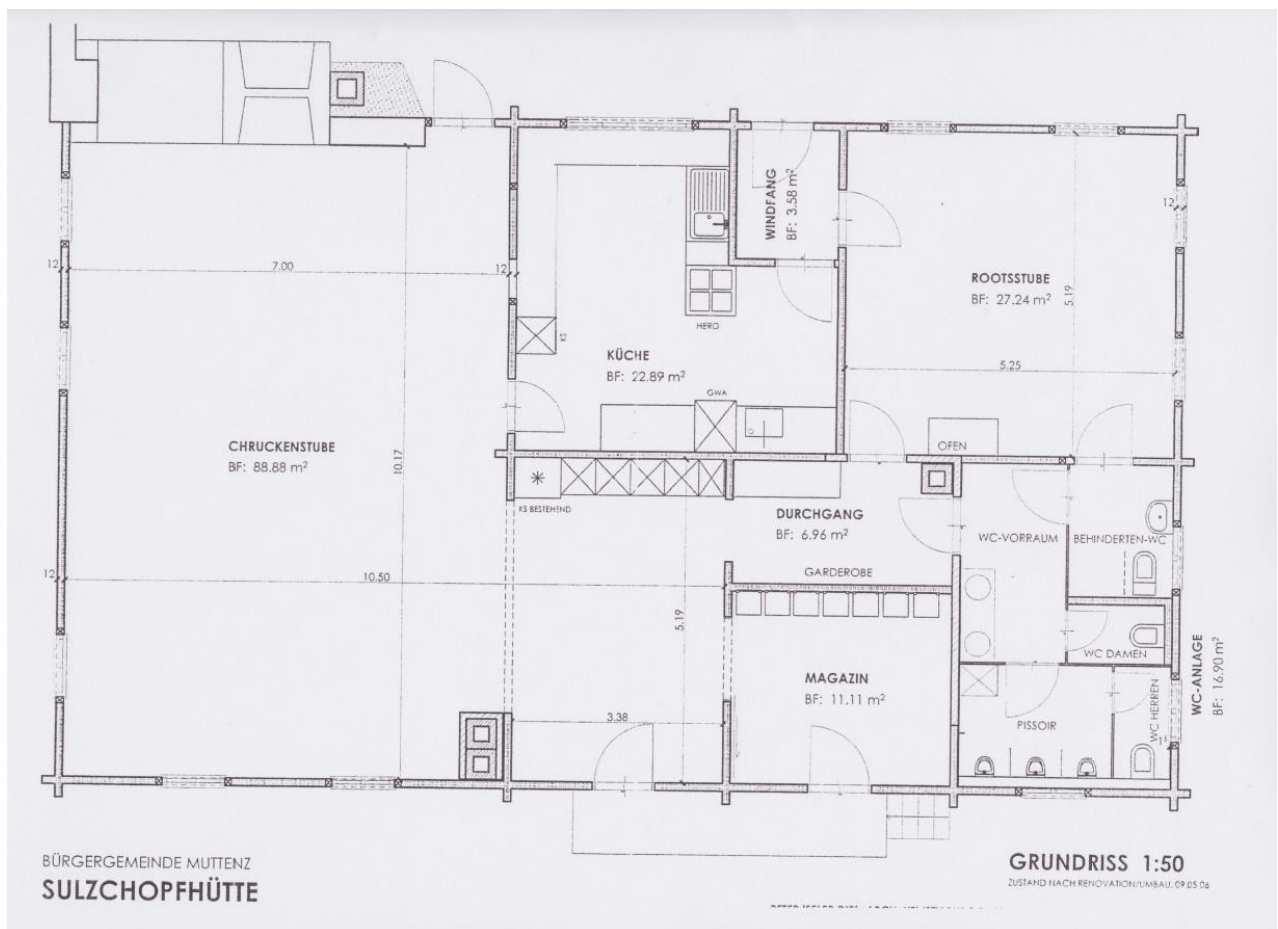 WINDFANG
BF: 3.58 m²
12
12
7.00
12
ROOTSSTUBE
BF: 27.24 m²
5.19
HERD
KS
KÜCHE
BF: 22.89 m²
5.25
GWA
CHRUCKENSTUBE
BF: 88.88 m²
10.17
OFEN
KS BESTEHEND
DURCHGANG
BF: 6.96 m²
WC-VORRAUM
BEHINDERTEN-WC
GARDEROBE
12
10.50
5.19
WC DAMEN
MAGAZIN
BF: 11.11 m²
WC-ANLAGE
BF: 16.90 m²
3.38
PISSOIR
WC HERREN
BÜRGERGEMEINDE MUTTENZ
SULZCHOPFHÜTTE
GRUNDRISS 1:50
ZUSTAND NACH RENOVATION/UMBAU, 09.05.06